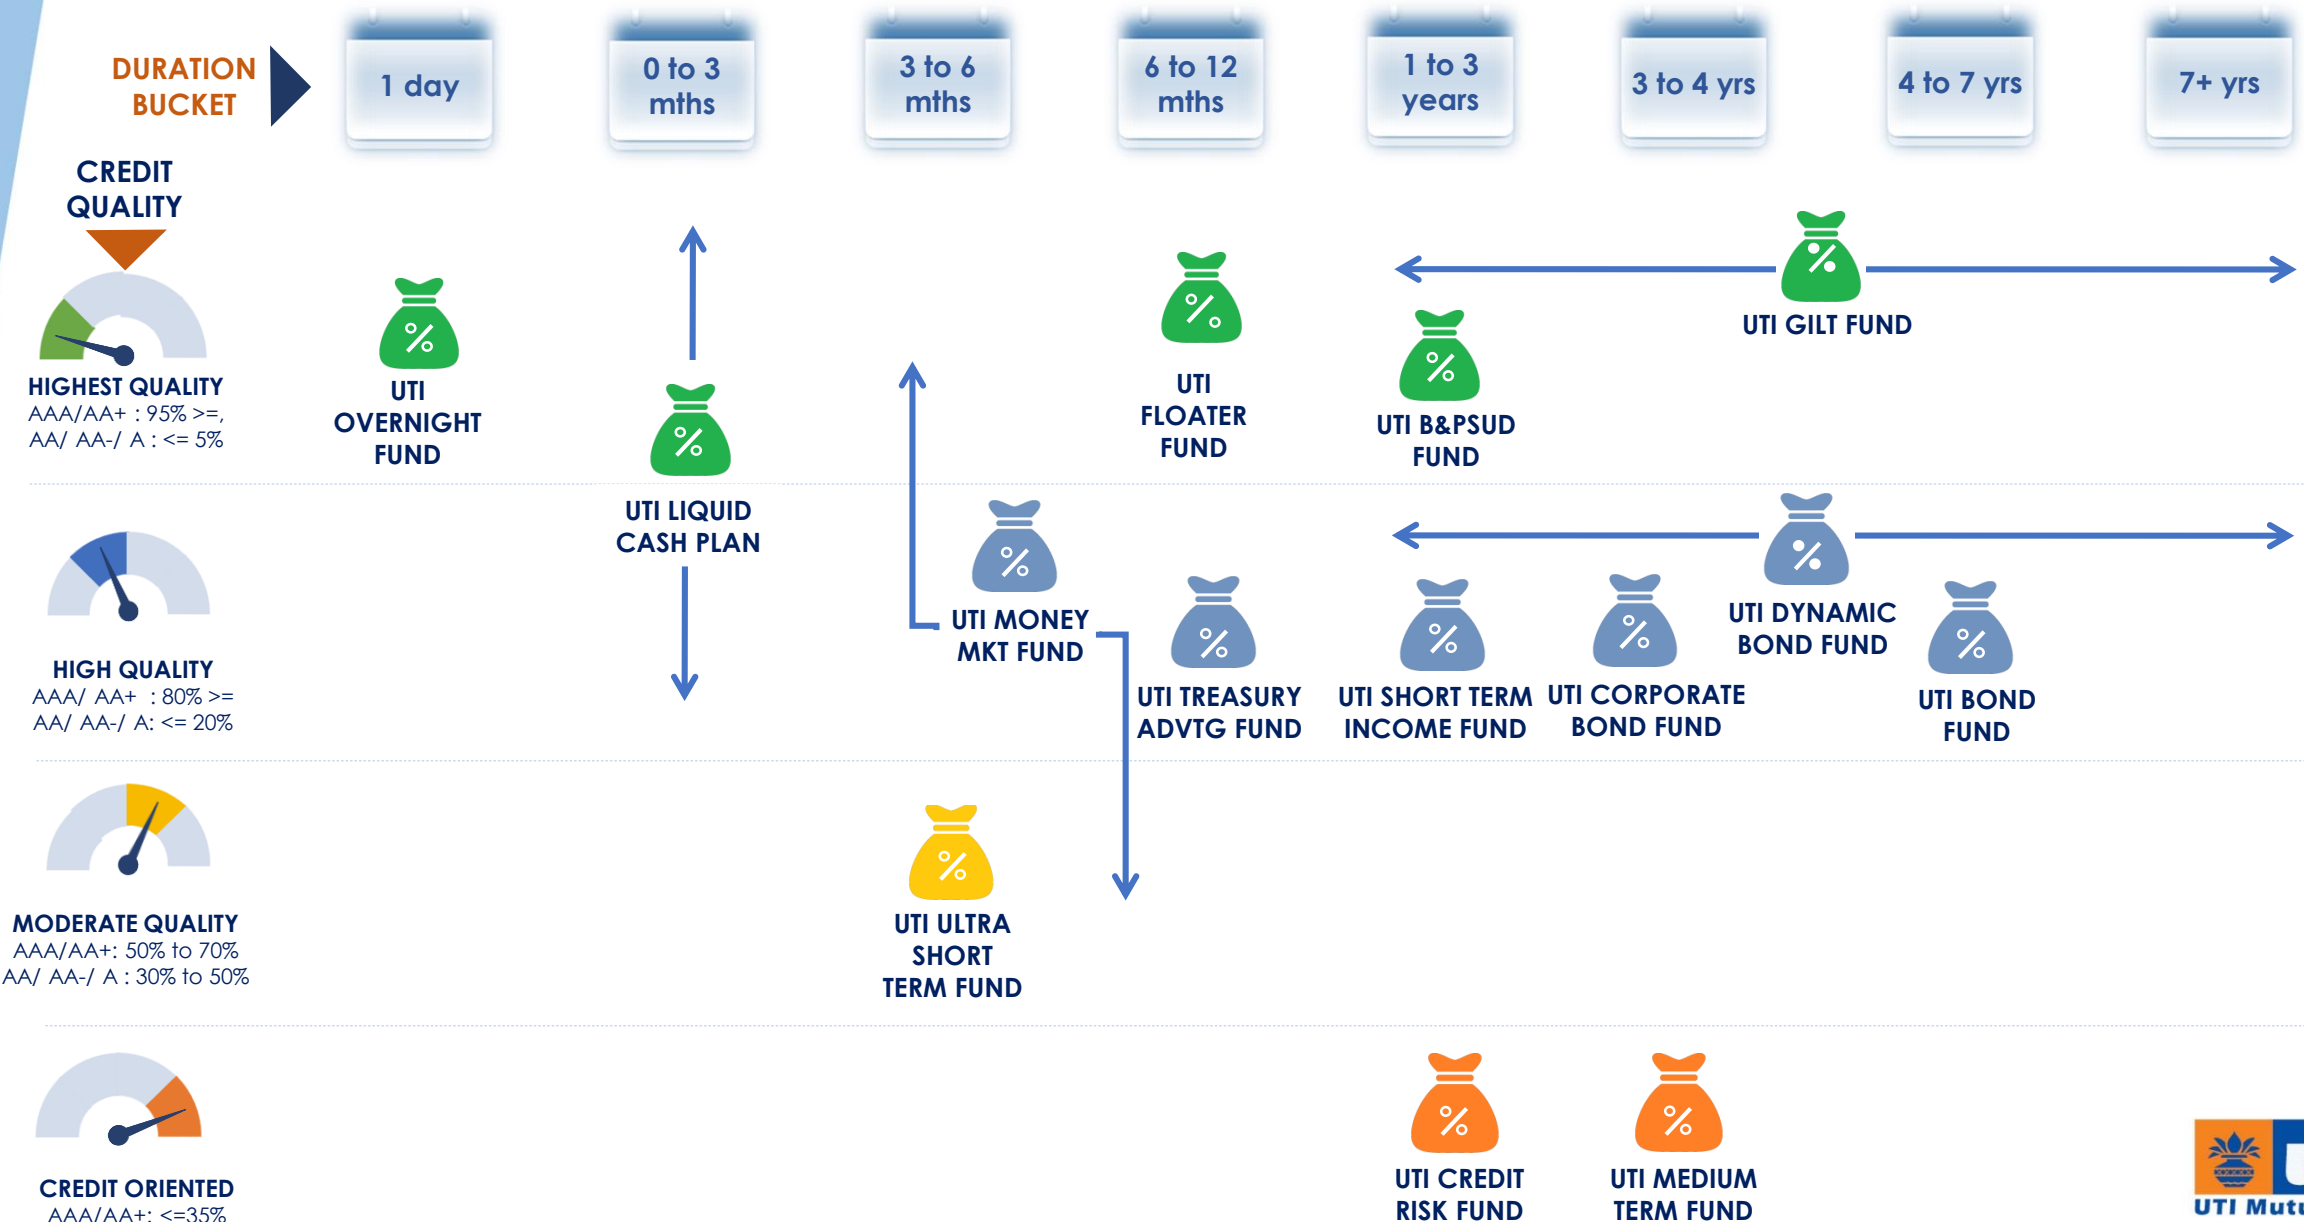 DURATION
BUCKET
1 day
0 to 3
mths
3 to 6
mths
6 to 12
mths
1 to 3
years
3 to 4 yrs
4 to 7 yrs
7+ yrs
CREDIT
QUALITY
HIGHEST QUALITY
AAA/AA+ : 95% >=,
AA/ AA-/ A : <= 5%
UTI
OVERNIGHT
FUND
UTI LIQUID
CASH PLAN
UTI
FLOATER
FUND
UTI B&PSUD
FUND
UTI GILT FUND
HIGH QUALITY
AAA/ AA+ : 80% >=
AA/ AA-/ A: <= 20%
UTI MONEY
MKT FUND
UTI TREASURY
ADVTG FUND
UTI SHORT TERM
INCOME FUND
UTI CORPORATE
BOND FUND
UTI DYNAMIC
BOND FUND
UTI BOND
FUND
MODERATE QUALITY
AAA/AA+: 50% to 70%
AA/ AA-/ A : 30% to 50%
UTI ULTRA
SHORT
TERM FUND
CREDIT ORIENTED
AAA/AA+: <=35%
UTI CREDIT
RISK FUND
UTI MEDIUM
TERM FUND
UTI